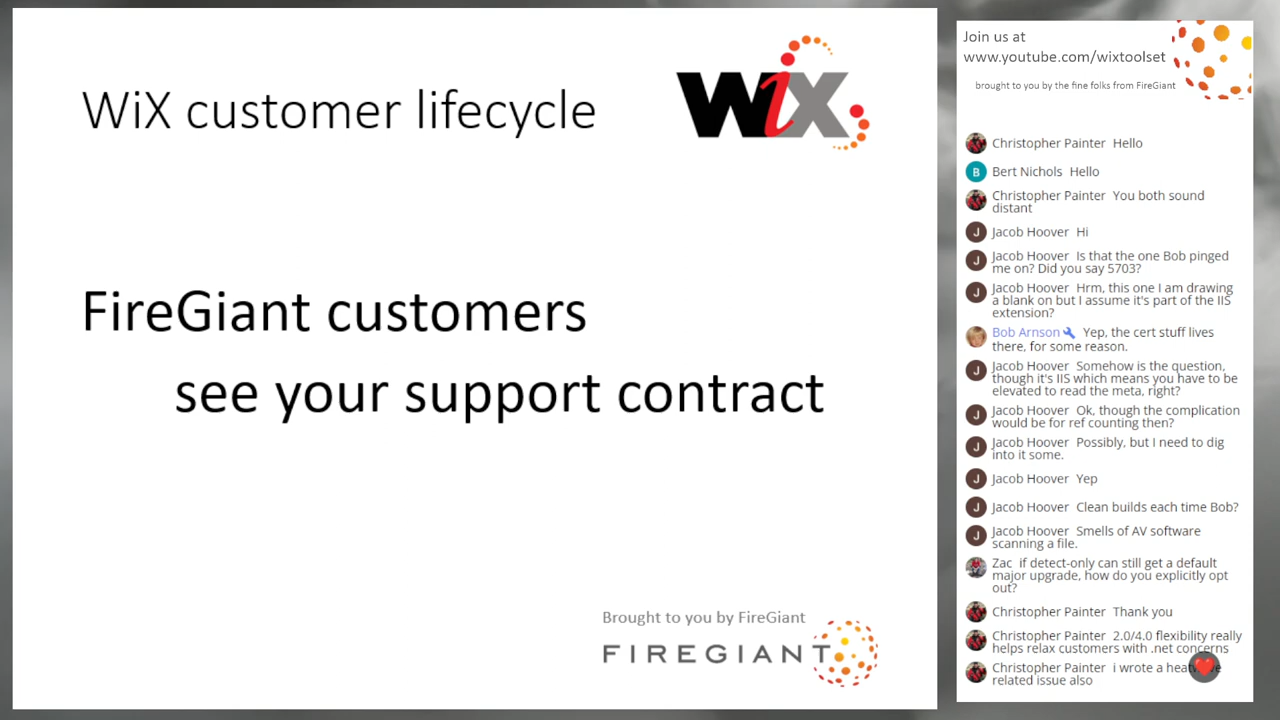 WiX customer lifecycle
WiX
FireGiant customers
see your support contract
Brought to you by FireGiant
FIREGIANT
Join us at
www.youtube.com/wixtoolset
brought to you by the fine folks from FireGiant
Christopher Painter Hello
B Bert Nichols Hello
Christopher Painter You both sound
distant
J Jacob Hoover Hi
J Jacob Hoover Is that the one Bob pinged
me on? Did you say 5703?
J Jacob Hoover Hrm, this one I am drawing
a blank on but I assume it's part of the IIS
extension?
Bob Arnson Yep, the cert stuff lives
there, for some reason.
J Jacob Hoover Somehow is the question,
though it's IIS which means you have to be
elevated to read the meta, right?
J Jacob Hoover Ok, though the complication
would be for ref counting then?
J Jacob Hoover Possibly, but I need to dig
into it some.
J Jacob Hoover Yep
J Jacob Hoover Clean builds each time Bob?
J Jacob Hoover Smells of AV software
scanning a file.
Zac if detect-only can still get a default
major upgrade, how do you explicitly opt
out?
Christopher Painter Thank you
Christopher Painter 2.0/4.0 flexibility really
helps relax customers with .net concerns
Christopher Painter i wrote a
related issue also